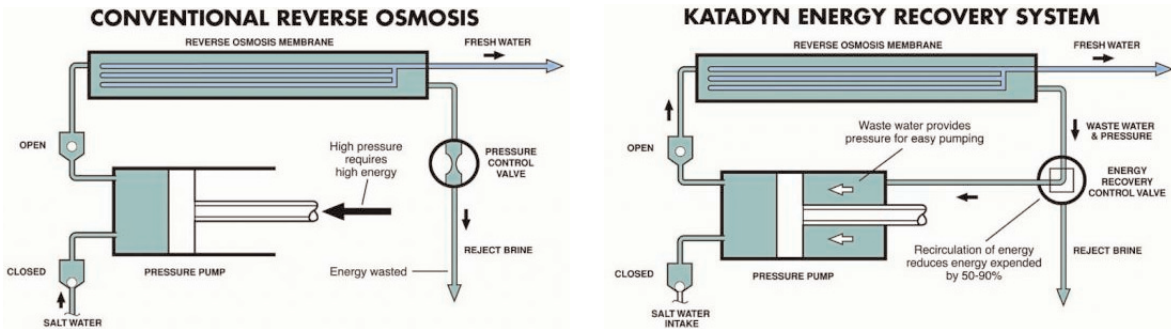 CONVENTIONAL REVERSE OSMOSIS
REVERSE OSMOSIS MEMBRANE
FRESH WATER
OPEN
High pressure
requires
high energy
PRESSURE
CONTROL
VALVE
REJECT BRINE
CLOSED
PRESSURE PUMP
Energy wasted
SALT WATER
KATADYN ENERGY RECOVERY SYSTEM
REVERSE OSMOSIS MEMBRANE
FRESH WATER
Waste water provides
pressure for easy pumping
WASTE WATER
& PRESSURE
OPEN
ENERGY
RECOVERY
CONTROL VALVE
Recirculation of energy
reduces energy expended
by 50-90%
REJECT BRINE
CLOSED
PRESSURE PUMP
SALT WATER
INTAKE